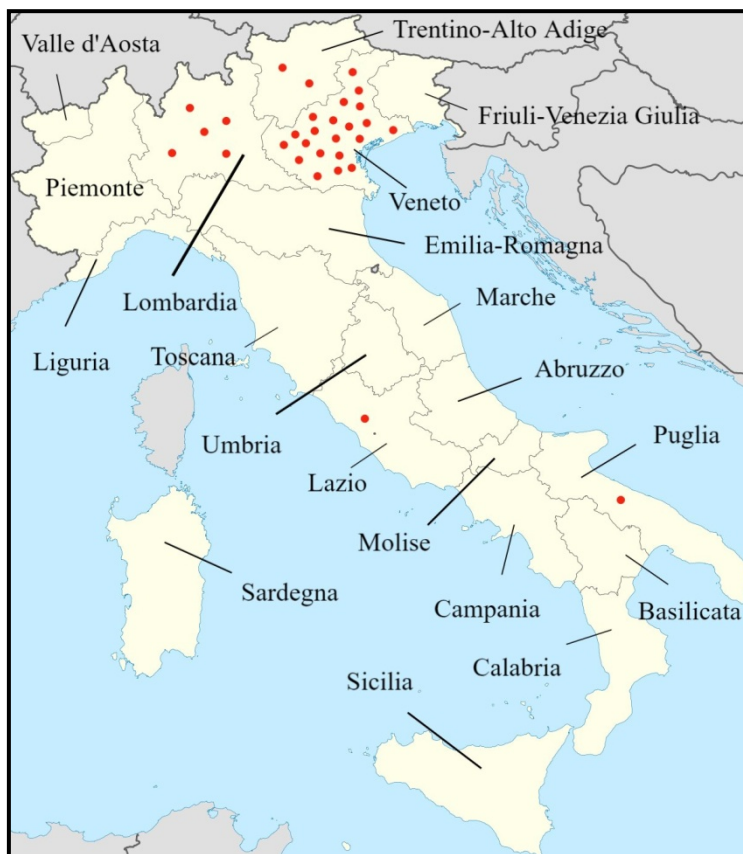 Trentino-Alto Adige
Valle d'Aosta
Friuli-Venezia Giulia
Piemonte
Veneto
Emilia-Romagna
Lombardia
Marche
Liguria
Toscana
Abruzzo
Umbria
Puglia
Lazio
Molise
Sardegna
Campania
Basilicata
Calabria
Sicilia